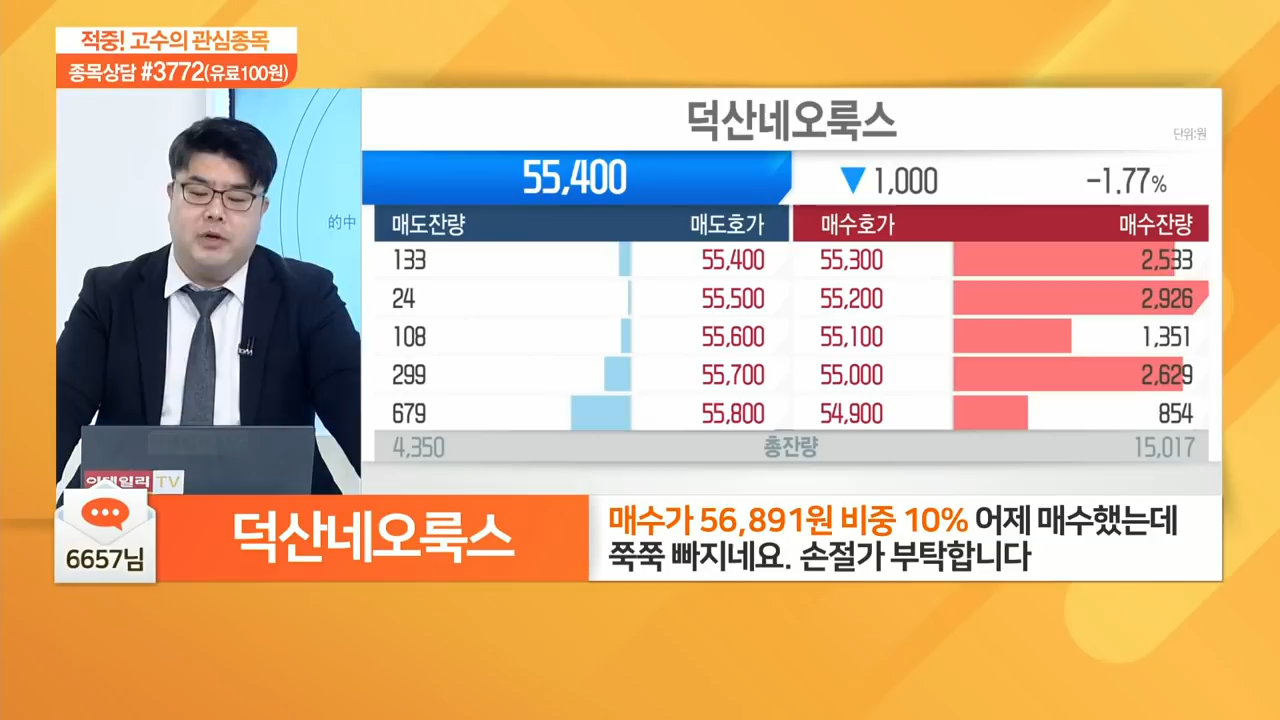 적중! 고수의 관심종목
종목상담 #3772(유료100원)
덕산네오룩스
단위:원
55,400 ▼ 1,000 -1.77%
매도잔량 매도호가 매수호가 매수잔량
133 55,400 55,300 2,533
24 55,500 55,200 2,926
108 55,600 55,100 1,351
299 55,700 55,000 2,629
679 55,800 54,900 854
4,350 총잔량 15,017
的中
이데일리 TV
6657님
덕산네오룩스
매수가 56,891원 비중 10% 어제 매수했는데
쭉쭉 빠지네요. 손절가 부탁합니다